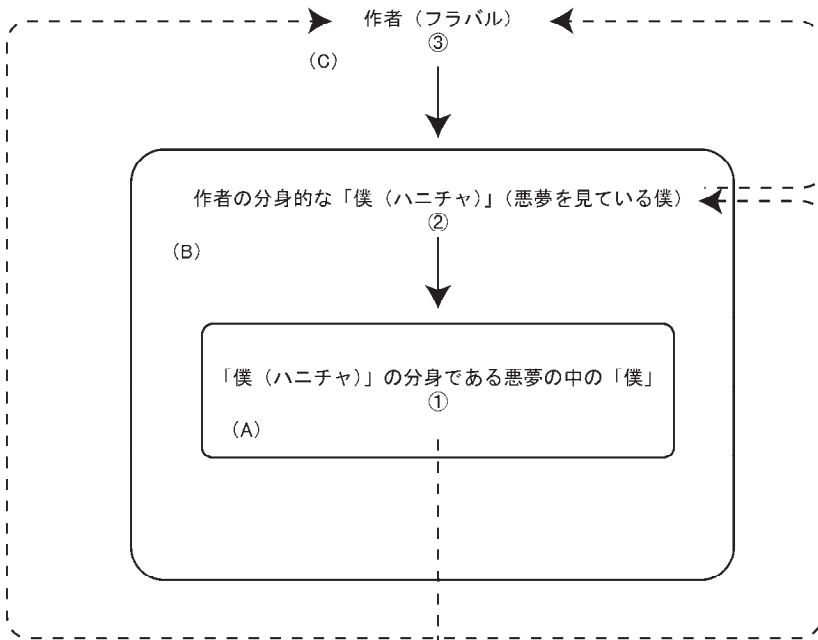 作者（フラバル）
③
（C）
作者の分身的な「僕（ハニチャ）」（悪夢を見ている僕）
②
（B）
「僕（ハニチャ）」の分身である悪夢の中の「僕」
①
（A）